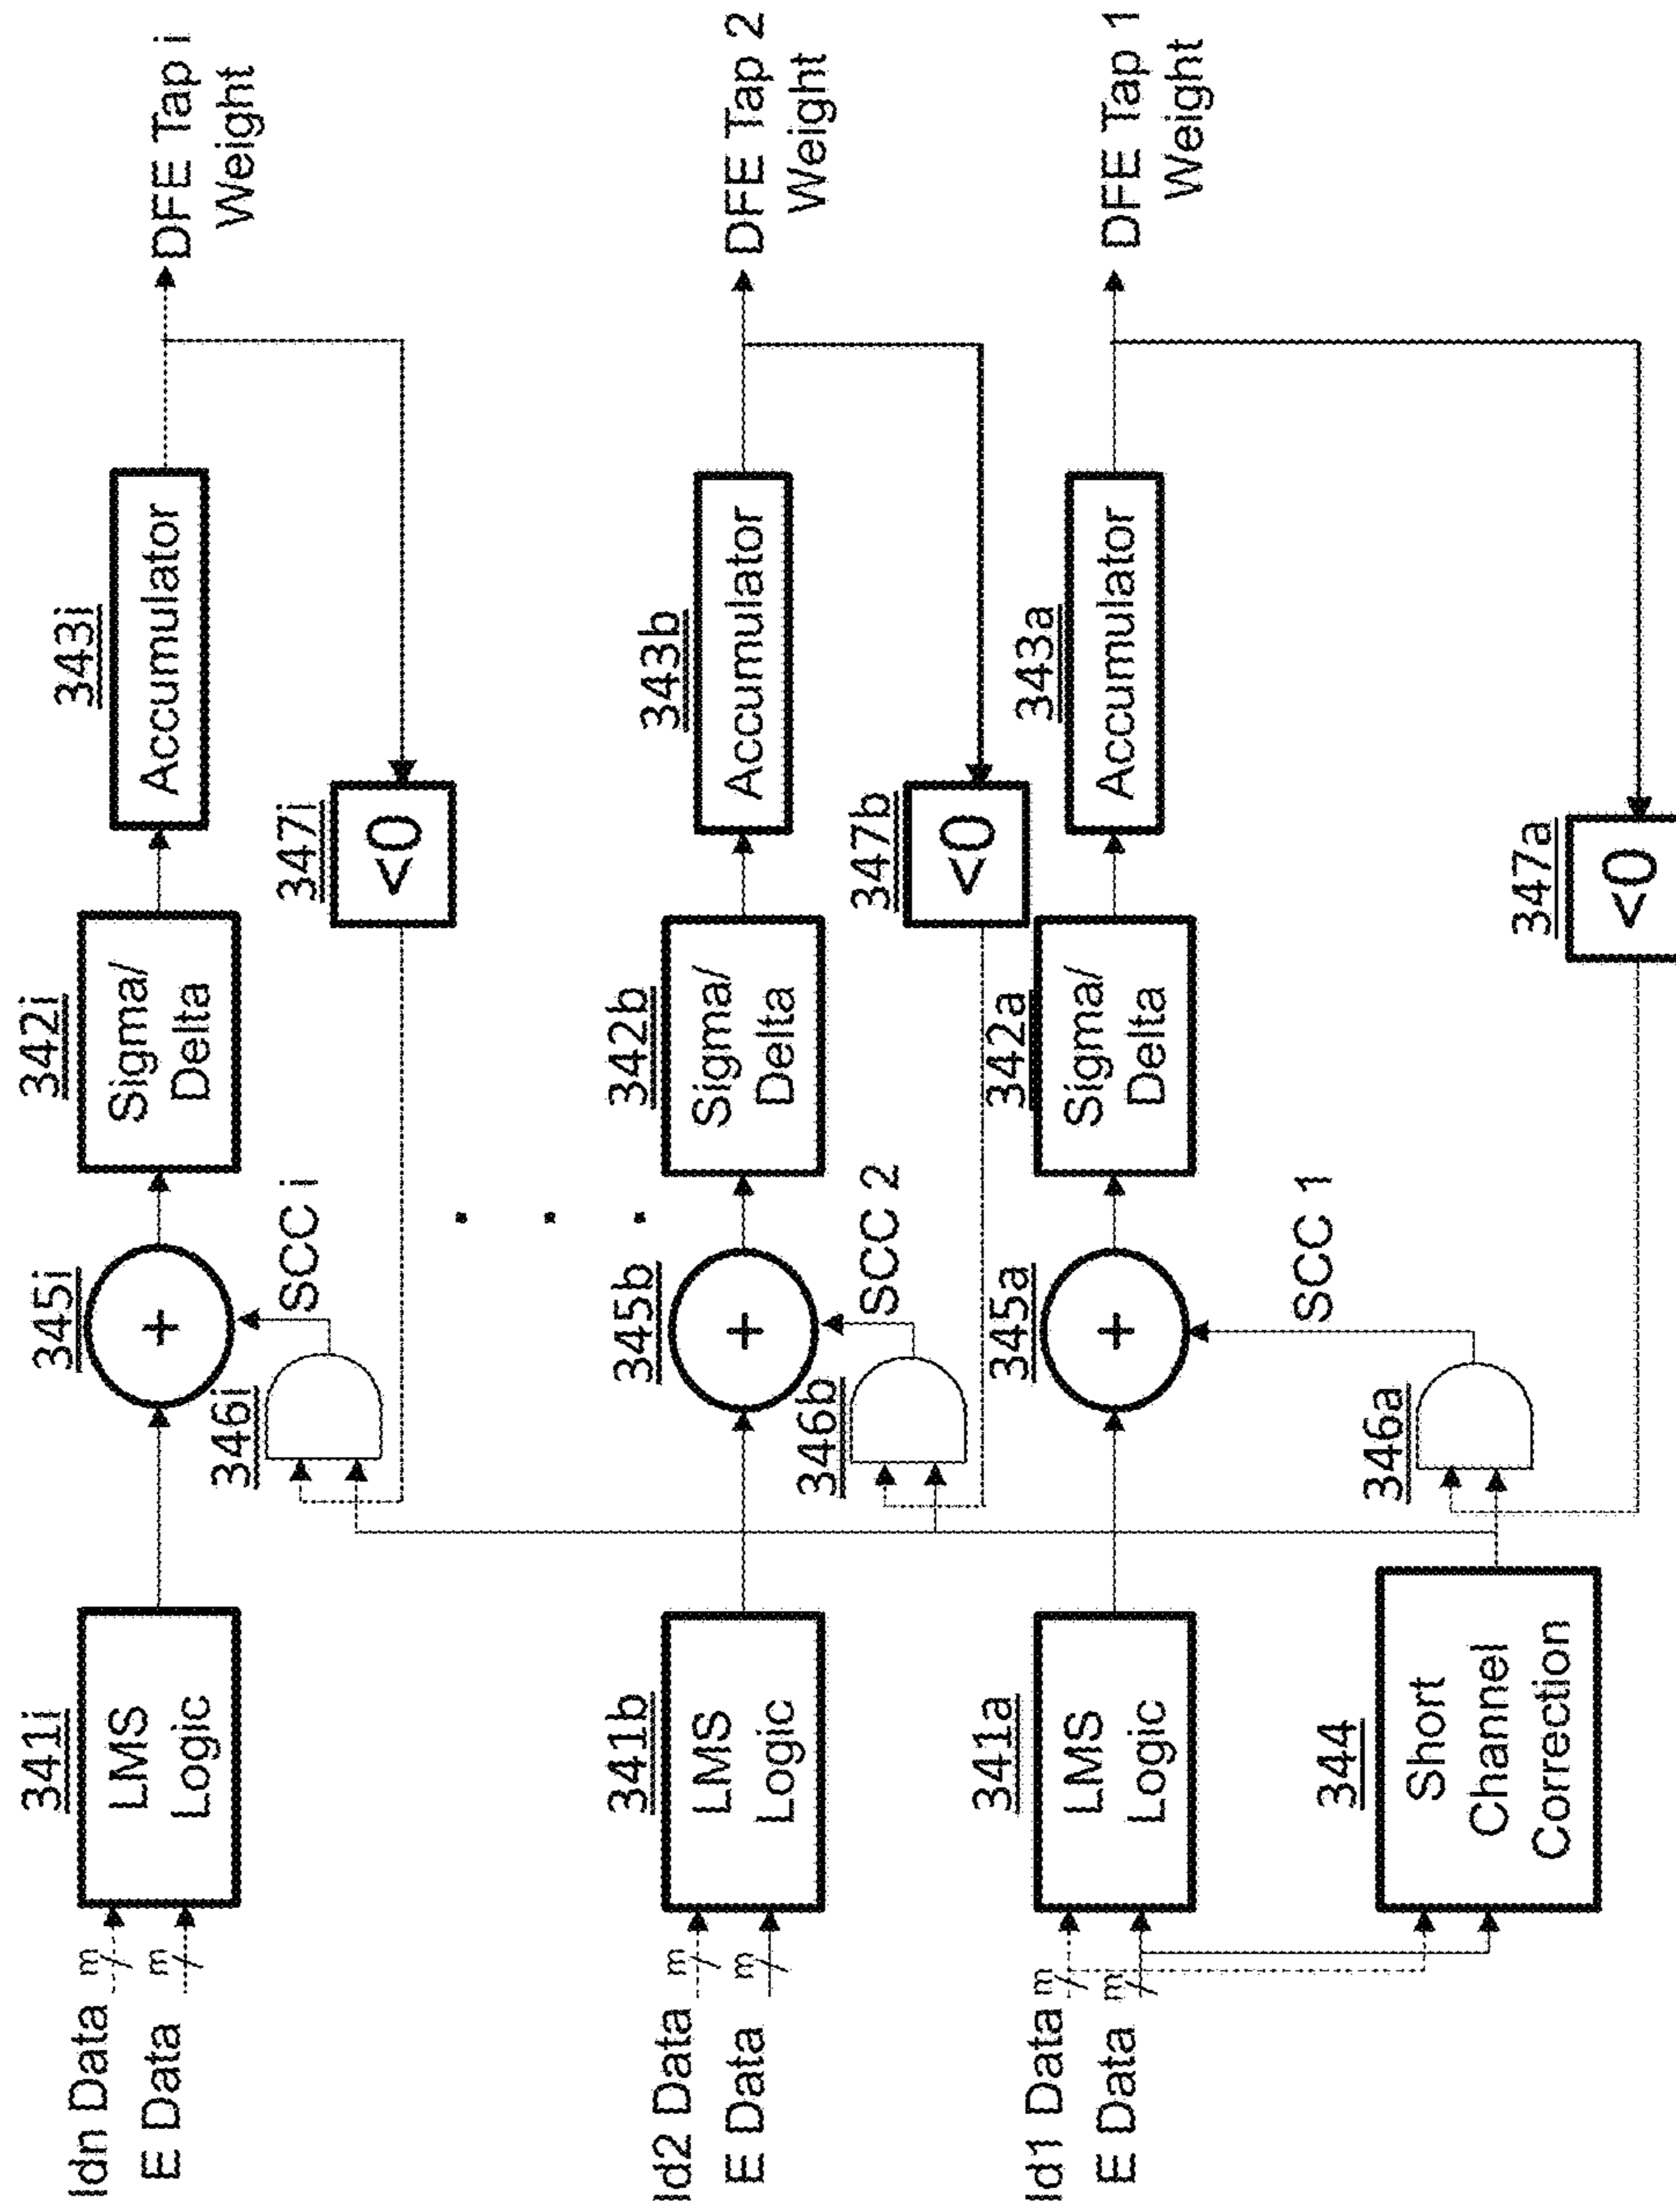 Idn Data
m
E Data
m
341i
LMS
Logic
345i
+
346i
SCC i
342i
Sigma/
Delta
343i
Accumulator
347i
<0
DFE Tap i
Weight
. . .
Id2 Data
m
E Data
m
341b
LMS
Logic
345b
+
346b
SCC 2
342b
Sigma/
Delta
343b
Accumulator
347b
<0
DFE Tap 2
Weight
Id1 Data
m
E Data
m
341a
LMS
Logic
345a
+
SCC 1
342a
Sigma/
Delta
343a
Accumulator
DFE Tap 1
Weight
344
Short
Channel
Correction
346a
347a
<0